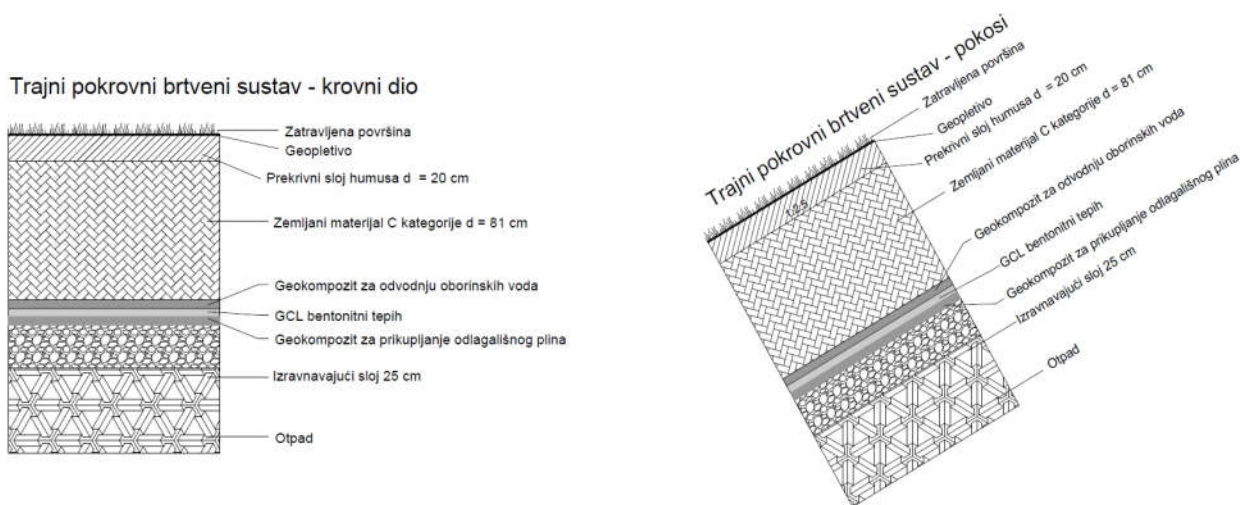 Trajni pokrovni brtveni sustav - krovni dio
Zatravljena površina
Geopletivo
Prekrivni sloj humusa d = 20 cm
Zemljani materijal C kategorije d = 81 cm
Geokompozit za odvodnju oborinskih voda
GCL bentonitni tepih
Geokompozit za prikupljanje odlagališnog plina
Izravnavajući sloj 25 cm
Otpad
Trajni pokrovni brtveni sustav - pokosi
Zatravljena površina
Geopletivo
Prekrivni sloj humusa d = 20 cm
Zemljani materijal C kategorije d = 81 cm
Geokompozit za odvodnju oborinskih voda
GCL bentonitni tepih
Geokompozit za prikupljanje odlagališnog plina
Izravnavajući sloj 25 cm
Otpad
1:2.5